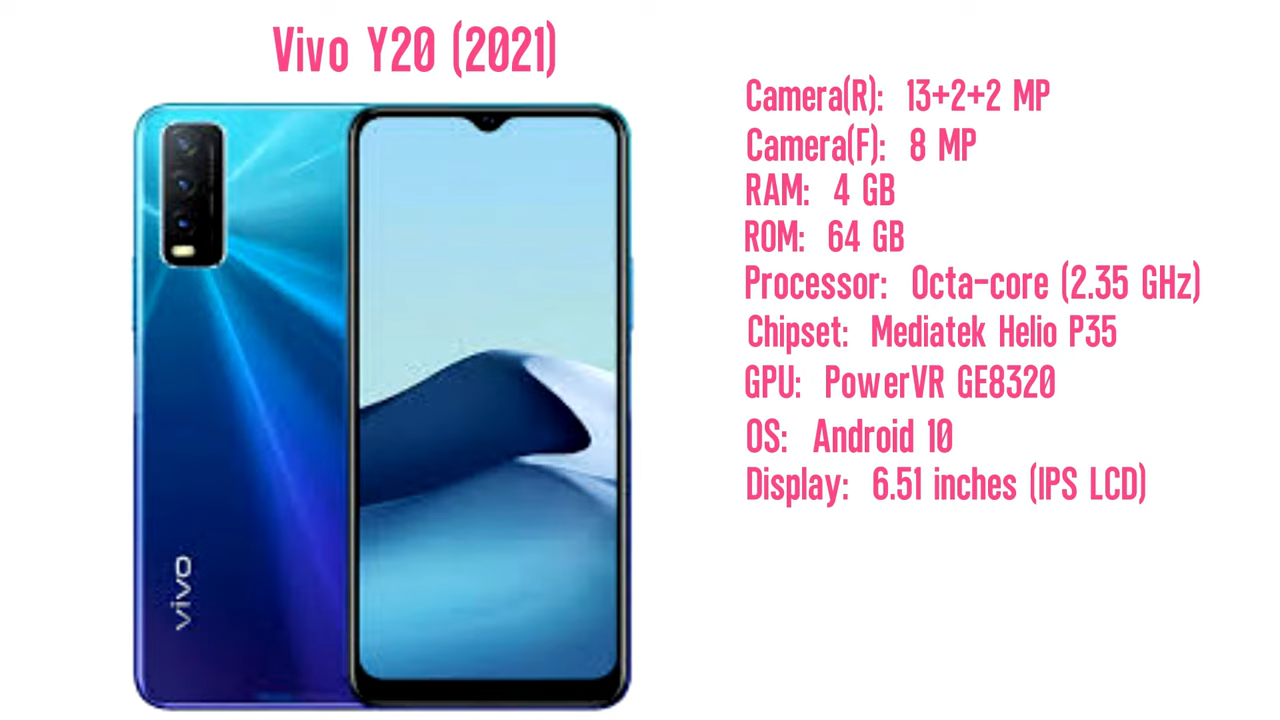 Vivo Y20 (2021)
Camera(R): 13+2+2 MP
Camera(F): 8 MP
RAM: 4 GB
ROM: 64 GB
Processor: Octa-core (2.35 GHz)
Chipset: Mediatek Helio P35
GPU: PowerVR GE8320
OS: Android 10
Display: 6.51 inches (IPS LCD)
vivo